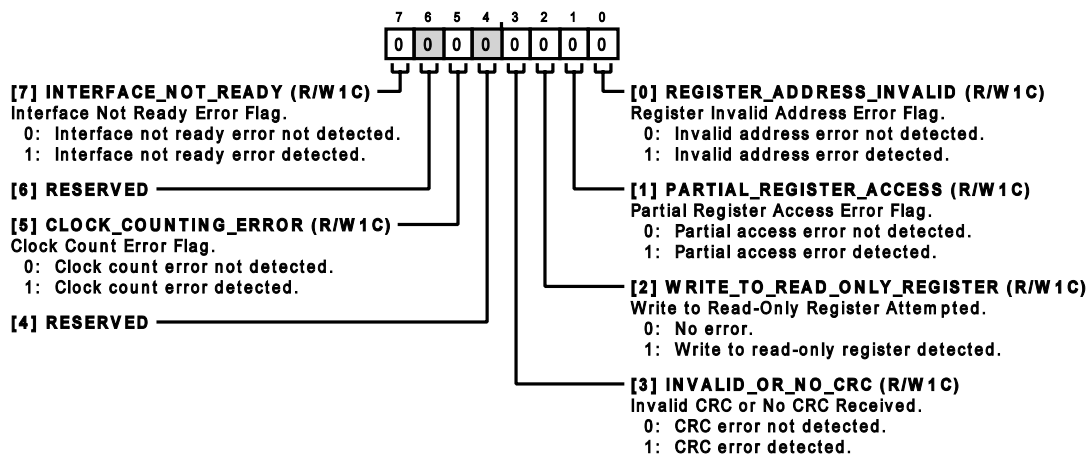 7 6 5 4 3 2 1 0
0 0 0 0 0 0 0 0
[7] INTERFACE_NOT_READY (R/W1C)
Interface Not Ready Error Flag.
0: Interface not ready error not detected.
1: Interface not ready error detected.
[6] RESERVED
[5] CLOCK_COUNTING_ERROR (R/W1C)
Clock Count Error Flag.
0: Clock count error not detected.
1: Clock count error detected.
[4] RESERVED
[0] REGISTER_ADDRESS_INVALID (R/W1C)
Register Invalid Address Error Flag.
0: Invalid address error not detected.
1: Invalid address error detected.
[1] PARTIAL_REGISTER_ACCESS (R/W1C)
Partial Register Access Error Flag.
0: Partial access error not detected.
1: Partial access error detected.
[2] WRITE_TO_READ_ONLY_REGISTER (R/W1C)
Write to Read-Only Register Attempted.
0: No error.
1: Write to read-only register detected.
[3] INVALID_OR_NO_CRC (R/W1C)
Invalid CRC or No CRC Received.
0: CRC error not detected.
1: CRC error detected.